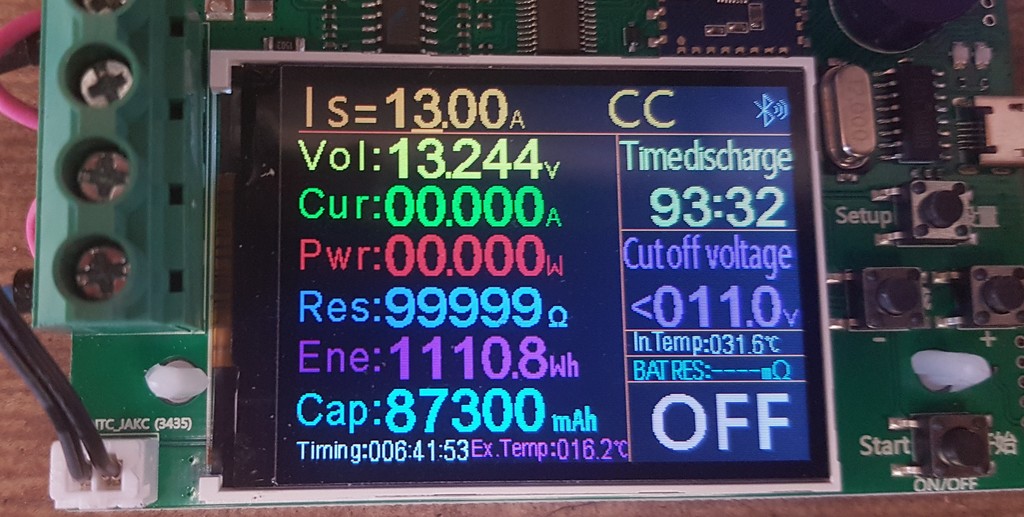 Is=13.00A CC
Vol:13.244V
Cur:00.000A
Pwr:00.000W
Res:99999Ω
Ene:1110.8Wh
Cap:87300mAh
Timing:006:41:53 Ex.Temp:016.2℃
Timedischarge
93:32
Cutoff voltage
<011.0V
In.Temp:031.6℃
BATRES:----mΩ
OFF
Setup
-
+
Start
始
ON/OFF
NTC_JAKC (3435)